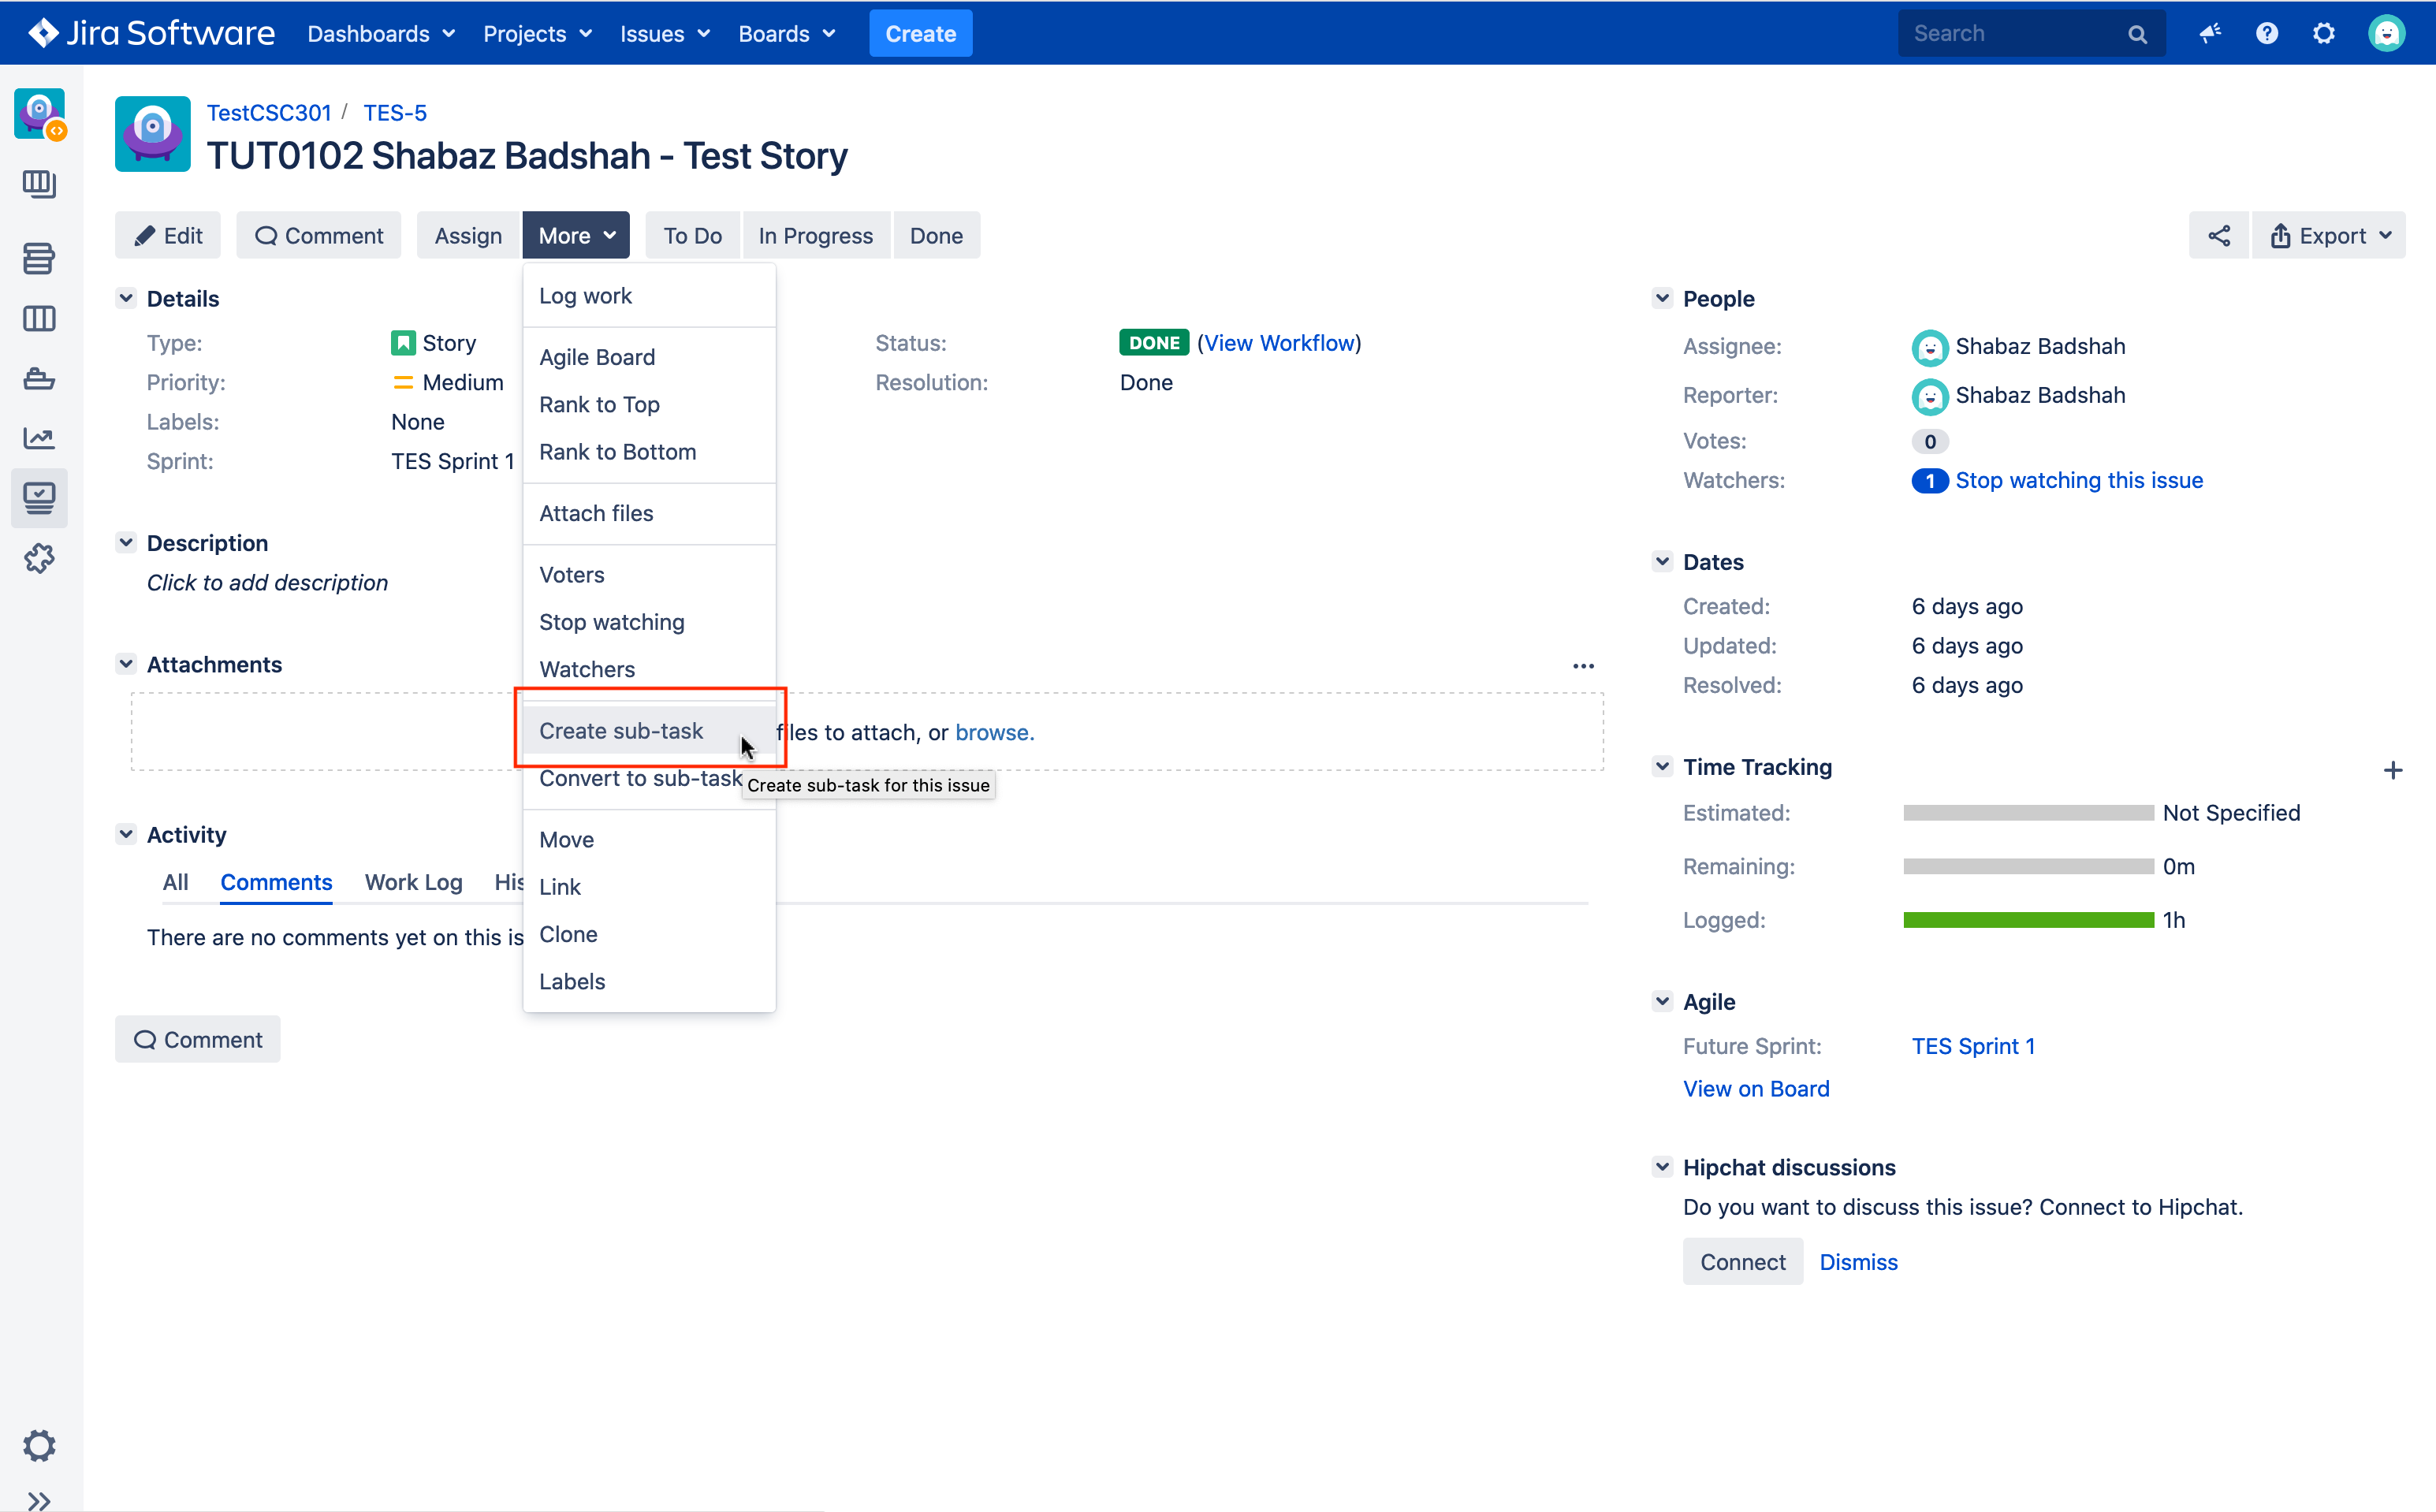 Jira Software Dashboards Projects Issues Boards Create Search
TestCSC301 / TES-5
TUT0102 Shabaz Badshah - Test Story
Edit Comment Assign More To Do In Progress Done Export
Details
Type: Story
Priority: Medium
Labels: None
Sprint: TES Sprint 1
Status: DONE (View Workflow)
Resolution: Done
Description
Click to add description
Attachments
files to attach, or browse.
Activity
All Comments Work Log His
There are no comments yet on this is
Comment
Log work
Agile Board
Rank to Top
Rank to Bottom
Attach files
Voters
Stop watching
Watchers
Create sub-task
Convert to sub-task
Create sub-task for this issue
Move
Link
Clone
Labels
People
Assignee: Shabaz Badshah
Reporter: Shabaz Badshah
Votes: 0
Watchers: 1 Stop watching this issue
Dates
Created: 6 days ago
Updated: 6 days ago
Resolved: 6 days ago
Time Tracking
Estimated: Not Specified
Remaining: 0m
Logged: 1h
Agile
Future Sprint: TES Sprint 1
View on Board
Hipchat discussions
Do you want to discuss this issue? Connect to Hipchat.
Connect Dismiss